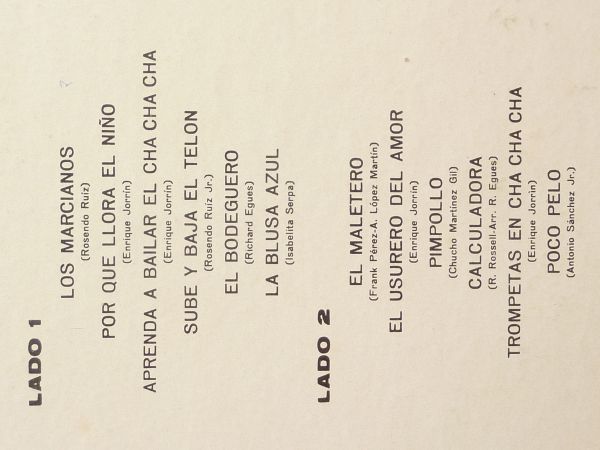 LADO 1
LOS MARCIANOS
(Rosendo Ruiz)
POR QUE LLORA EL NIÑO
(Enrique Jorrín)
APRENDA A BAILAR EL CHA CHA CHA
(Enrique Jorrín)
SUBE Y BAJA EL TELON
(Rosendo Ruiz Jr.)
EL BODEGUERO
(Richard Egues)
LA BLUSA AZUL
(Isabelita Serpa)
LADO 2
EL MALETERO
(Frank Pérez-A. López Martín)
EL USURERO DEL AMOR
(Enrique Jorrín)
PIMPOLLO
(Chucho Martínez Gil)
CALCULADORA
(R. Rossell-Arr. R. Egues)
TROMPETAS EN CHA CHA CHA
(Enrique Jorrín)
POCO PELO
(Antonio Sánchez Jr.)